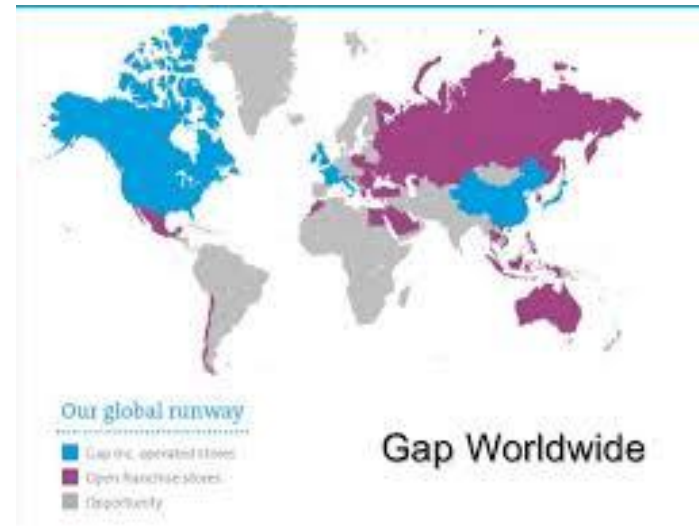 Our global runway
Gap Inc. operated stores
Open franchise stores
Opportunity
Gap Worldwide